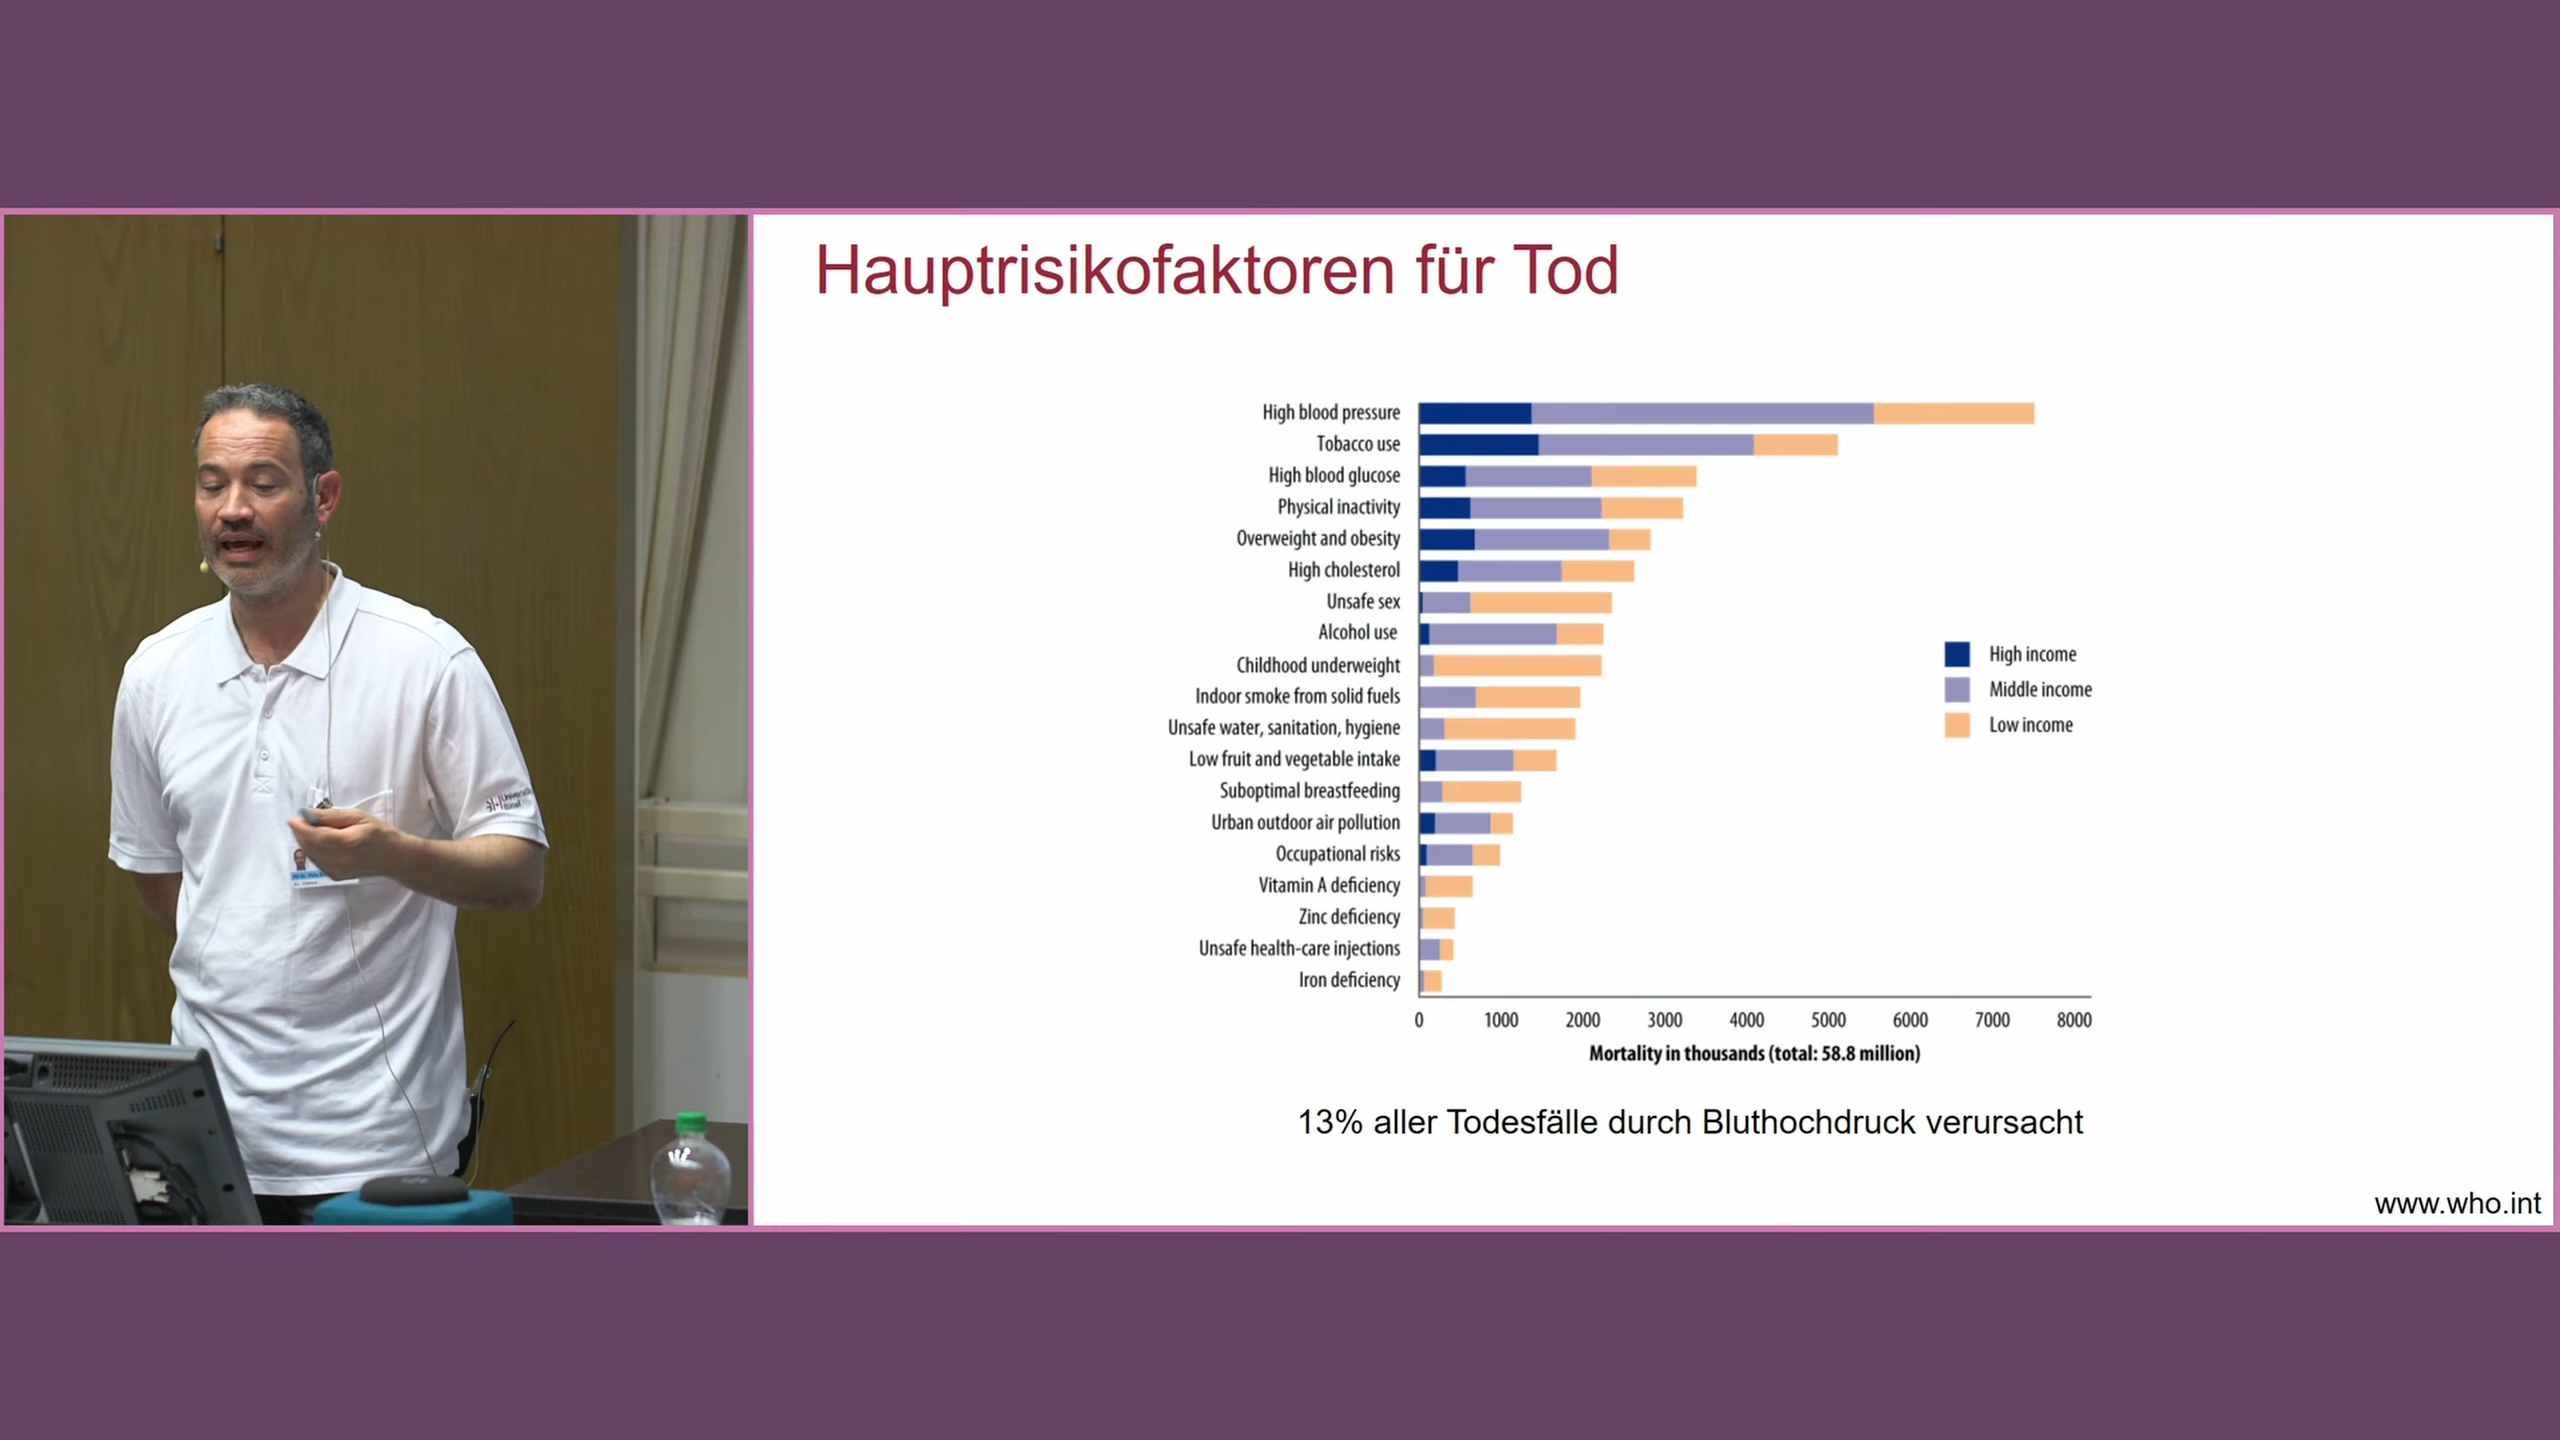 Hauptrisikofaktoren für Tod
High blood pressure
Tobacco use
High blood glucose
Physical inactivity
Overweight and obesity
High cholesterol
Unsafe sex
Alcohol use
Childhood underweight
Indoor smoke from solid fuels
Unsafe water, sanitation, hygiene
Low fruit and vegetable intake
Suboptimal breastfeeding
Urban outdoor air pollution
Occupational risks
Vitamin A deficiency
Zinc deficiency
Unsafe health-care injections
Iron deficiency
High income
Middle income
Low income
0 1000 2000 3000 4000 5000 6000 7000 8000
Mortality in thousands (total: 58.8 million)
13% aller Todesfälle durch Bluthochdruck verursacht
www.who.int
Basel